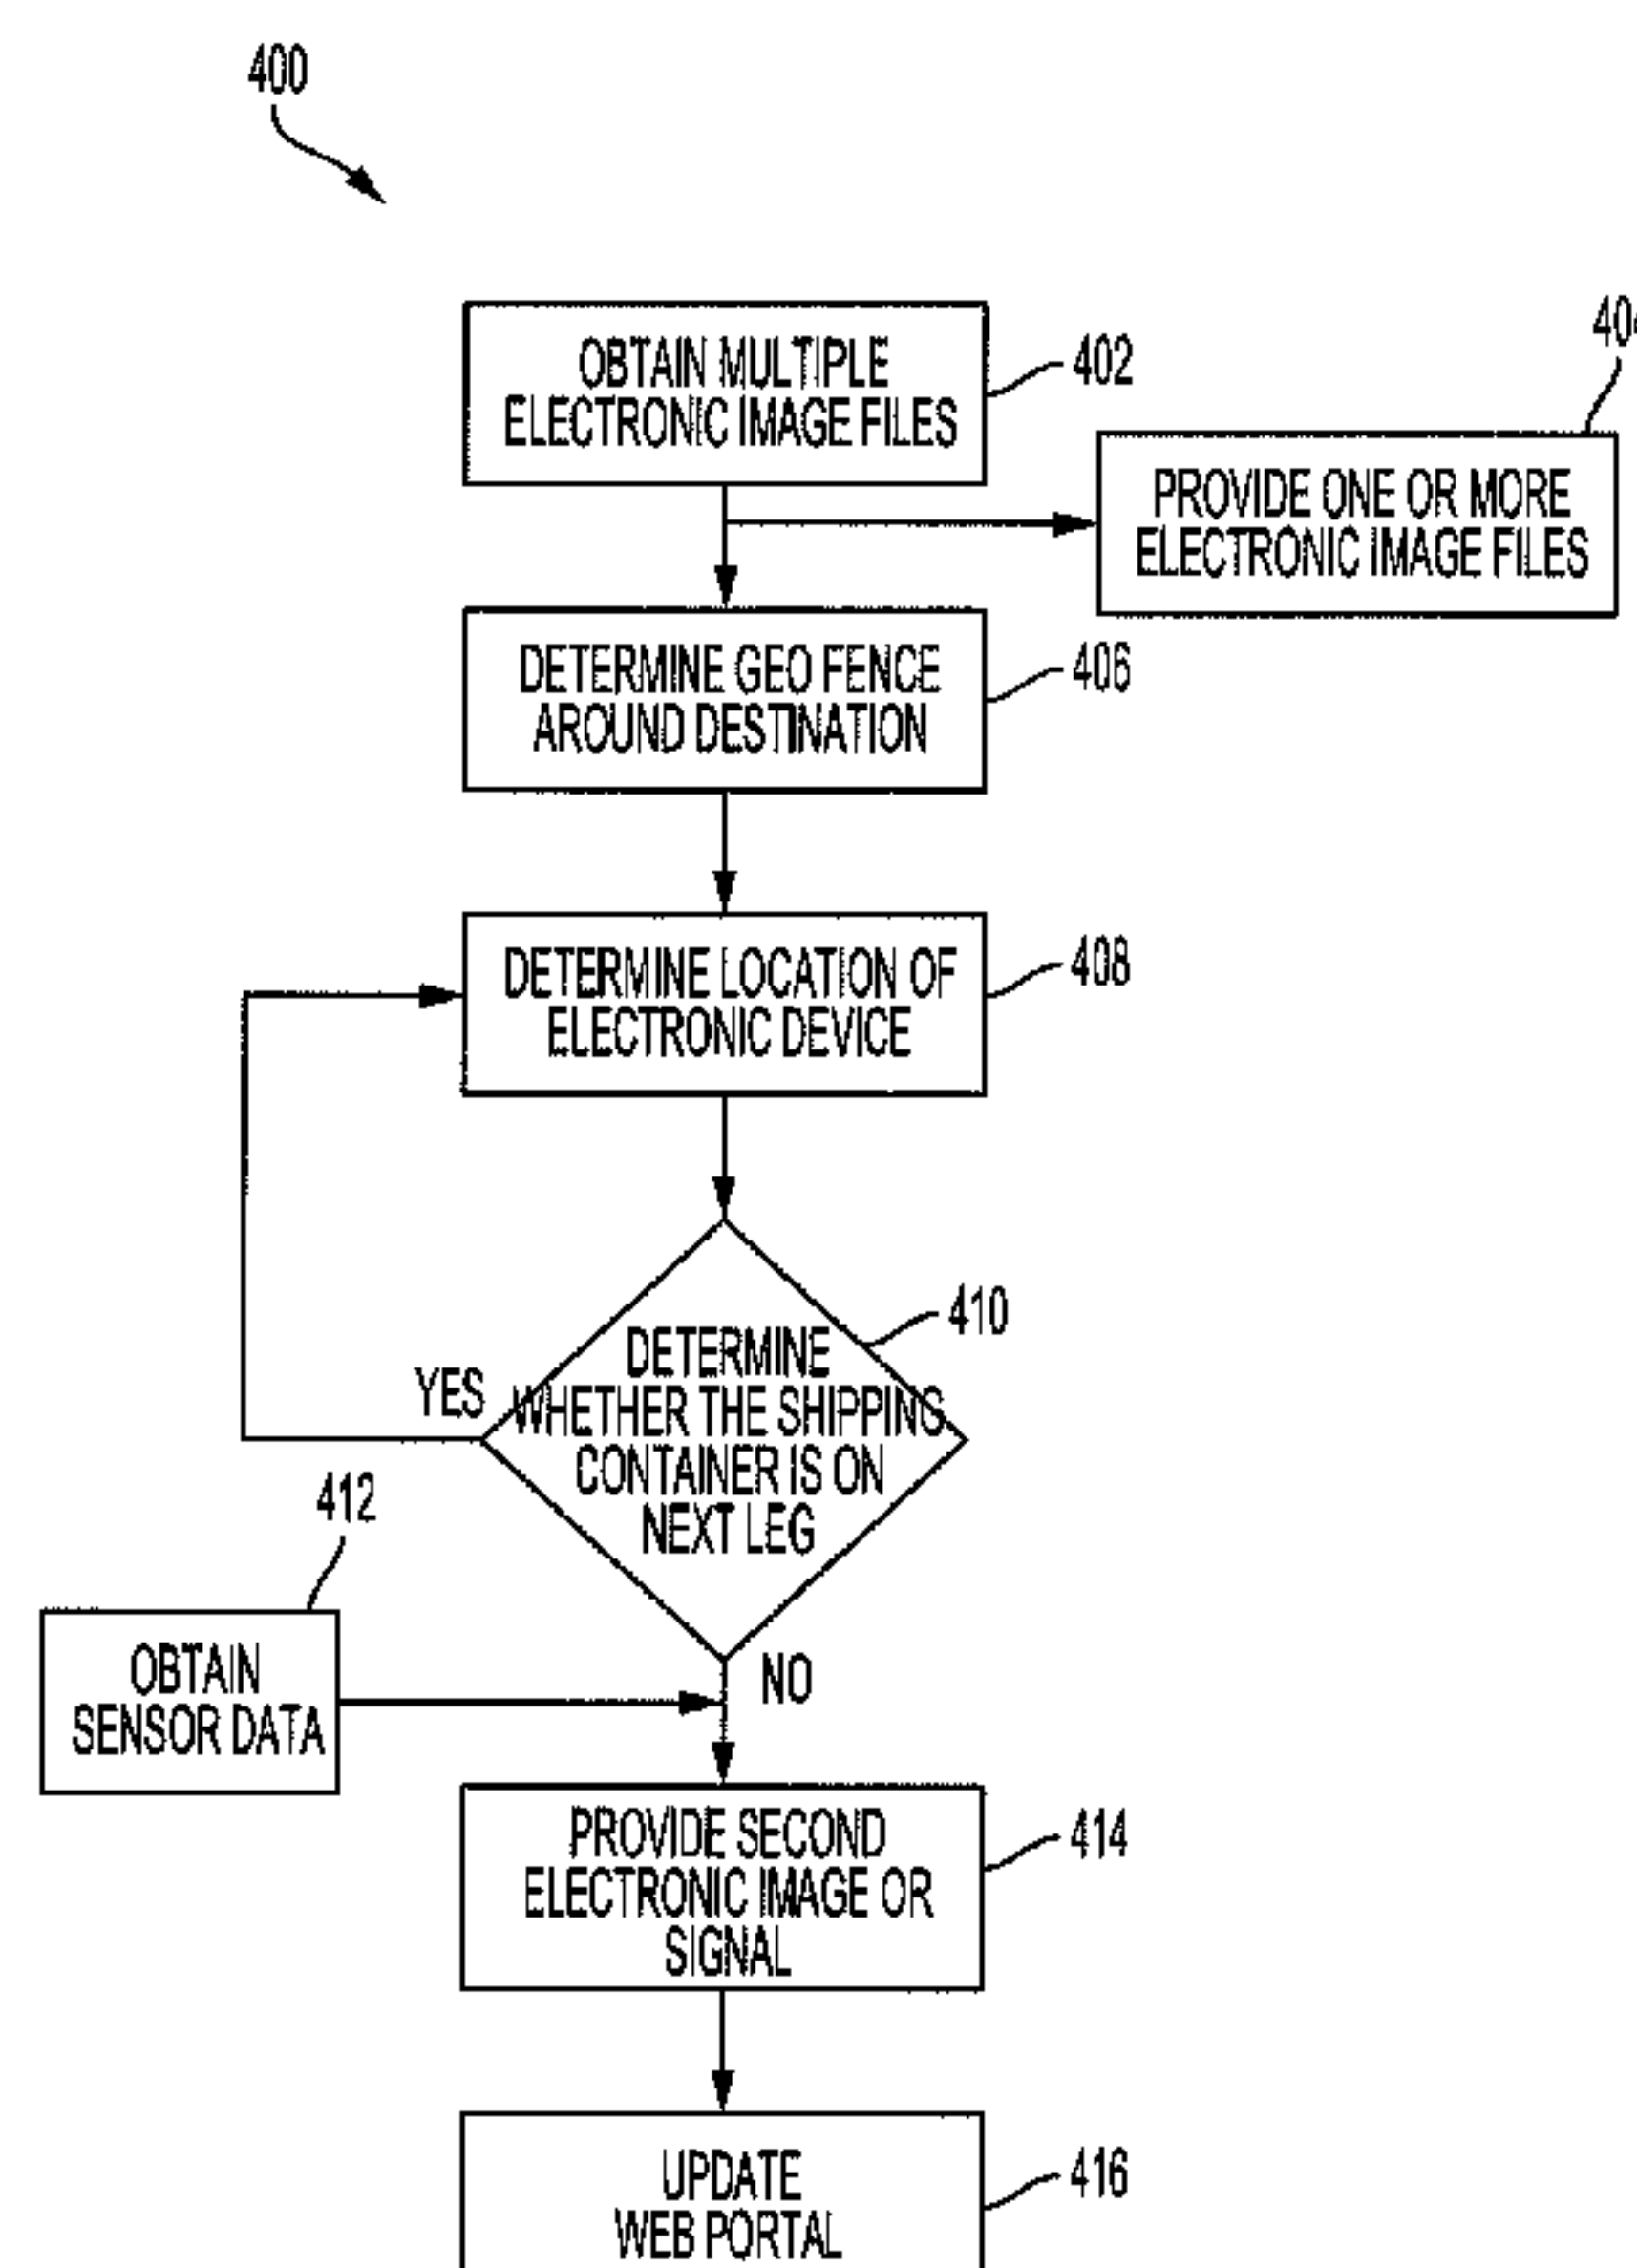 400
OBTAIN MULTIPLE
ELECTRONIC IMAGE FILES
402
PROVIDE ONE OR MORE
ELECTRONIC IMAGE FILES
DETERMINE GEO FENCE
AROUND DESTINATION
406
DETERMINE LOCATION OF
ELECTRONIC DEVICE
408
DETERMINE
WHETHER THE SHIPPING
CONTAINER IS ON
NEXT LEG
410
YES
412
OBTAIN
SENSOR DATA
NO
PROVIDE SECOND
ELECTRONIC IMAGE OR
SIGNAL
414
UPDATE
WEB PORTAL
416